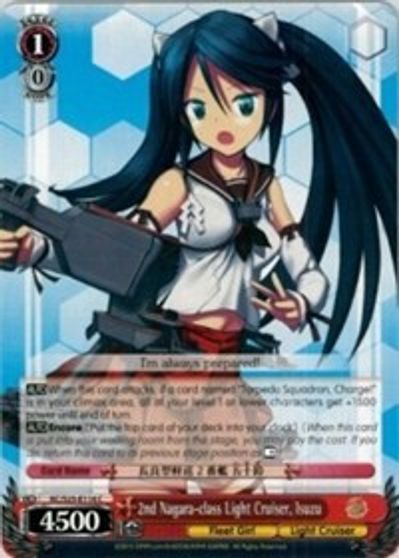 1
0
I'm always prepared!
A/C When this card attacks, if a card named "Torpedo Squadron, Charge!"
is in your climax area, all your level 1 or lower characters get +1500
power until end of turn.
A/C Encore [Put the top card of your deck into your clock] (When this card
is put into your waiting room from the stage, you may pay the cost. If you
do, return this card to its previous stage position as
Card Name
長良型軽巡2番艦 五十鈴
2nd Nagara-class Light Cruiser, Isuzu
4500
Fleet Girl
Light Cruiser